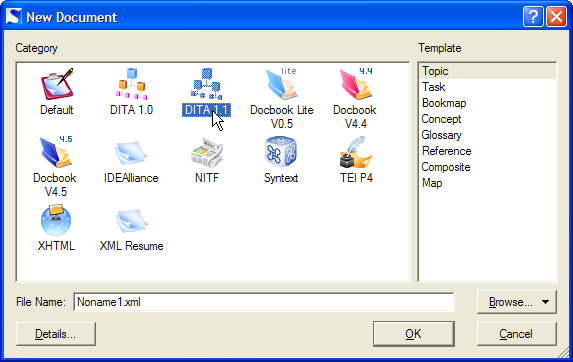 New Document
Category
Template
Default
DITA 1.0
DITA 1.1
lite
Docbook Lite
V0.5
4.4
Docbook
V4.4
4.5
Docbook
V4.5
IDEAlliance
NITF
Syntext
TEI P4
XHTML
XML Resume
Topic
Task
Bookmap
Concept
Glossary
Reference
Composite
Map
File Name:
Noname1.xml
Browse...
Details...
OK
Cancel